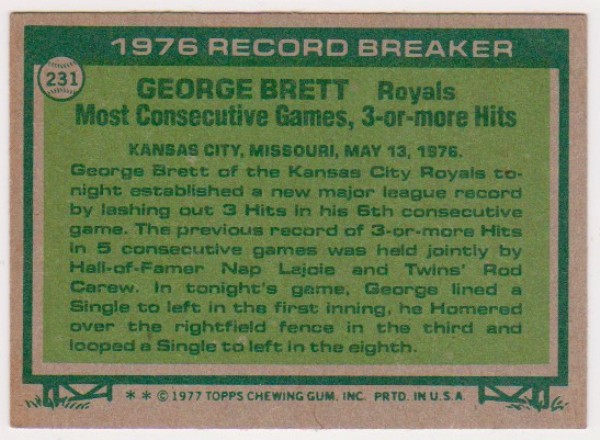 1976 RECORD BREAKER
231
GEORGE BRETT Royals
Most Consecutive Games, 3-or-more Hits
KANSAS CITY, MISSOURI, MAY 13, 1976.
George Brett of the Kansas City Royals to-
night established a new major league record
by lashing out 3 Hits in his 6th consecutive
game. The previous record of 3-or-more Hits
in 5 consecutive games was held jointly by
Hall-of-Famer Nap Lajoie and Twins' Rod
Carew. In tonight's game, George lined a
Single to left in the first inning, he Homered
over the rightfield fence in the third and
looped a Single to left in the eighth.
* * © 1977 TOPPS CHEWING GUM, INC. PRTD. IN U.S.A.